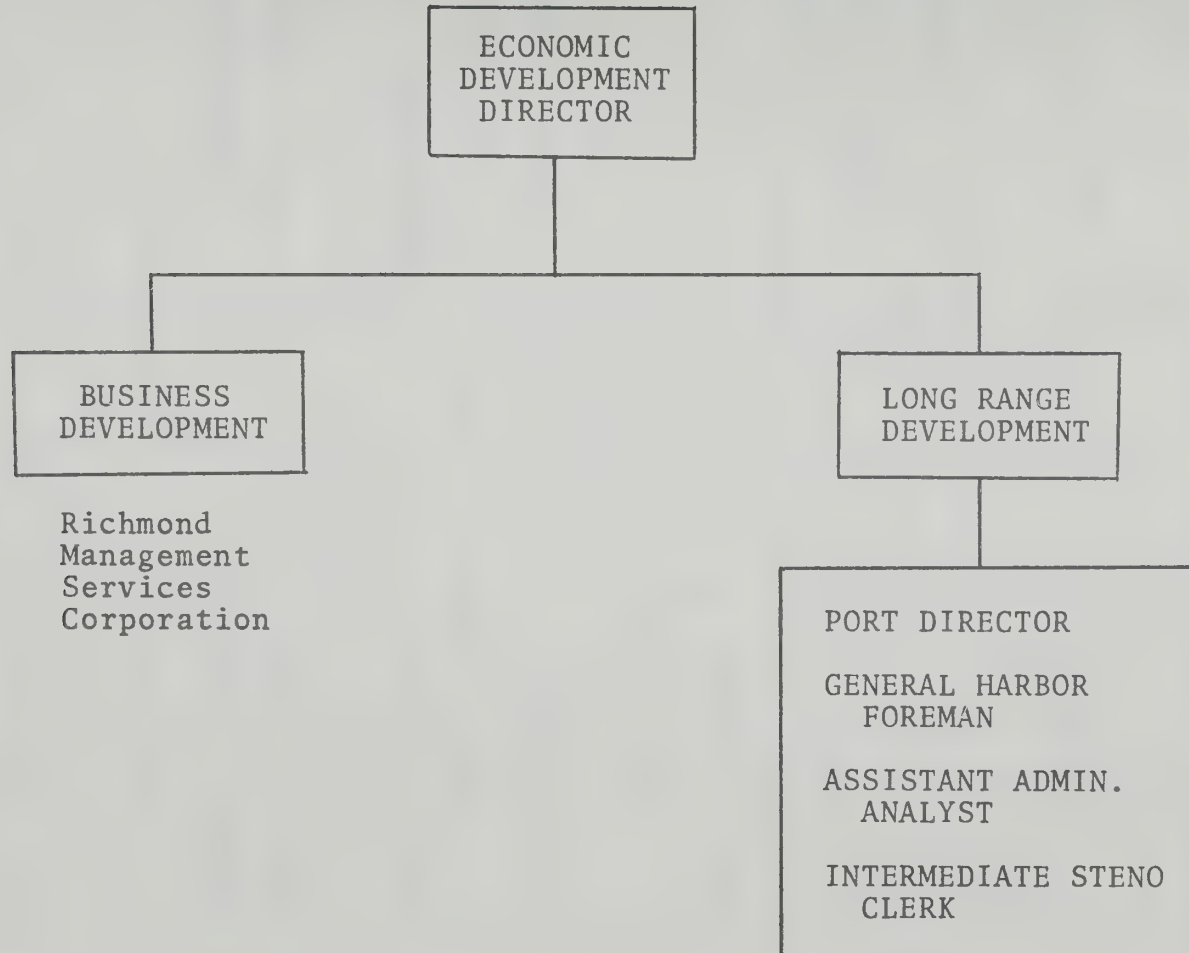 ECONOMIC
DEVELOPMENT
DIRECTOR
BUSINESS
DEVELOPMENT
Richmond
Management
Services
Corporation
LONG RANGE
DEVELOPMENT
PORT DIRECTOR
GENERAL HARBOR
FOREMAN
ASSISTANT ADMIN.
ANALYST
INTERMEDIATE STENO
CLERK